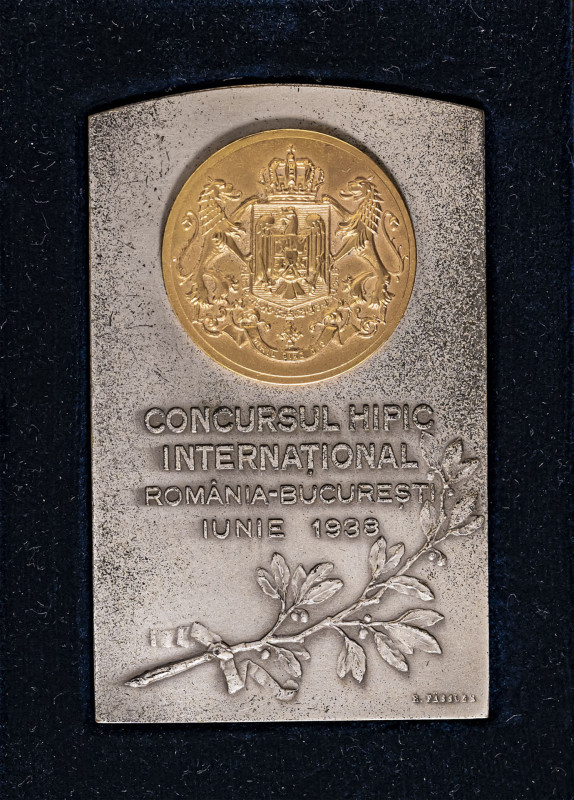 CONCURSUL HIPIC
INTERNAȚIONAL
ROMÂNIA-BUCUREȘTI
IUNIE 1938